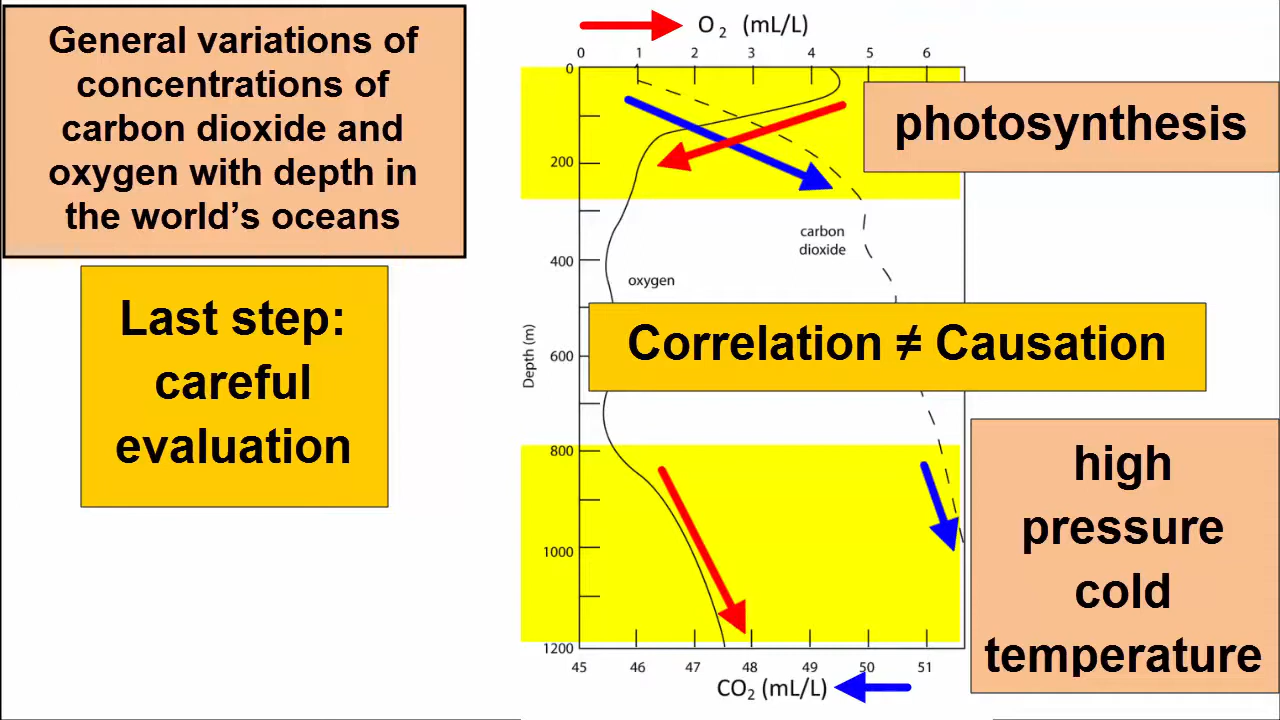 General variations of
concentrations of
carbon dioxide and
oxygen with depth in
the world’s oceans
Last step:
careful
evaluation
O₂ (mL/L)
0 1 2 3 4 5 6
0
200
400
600
800
1000
1200
Depth (m)
photosynthesis
carbon
dioxide
oxygen
Correlation ≠ Causation
high
pressure
cold
temperature
45 46 47 48 49 50 51
CO₂ (mL/L)